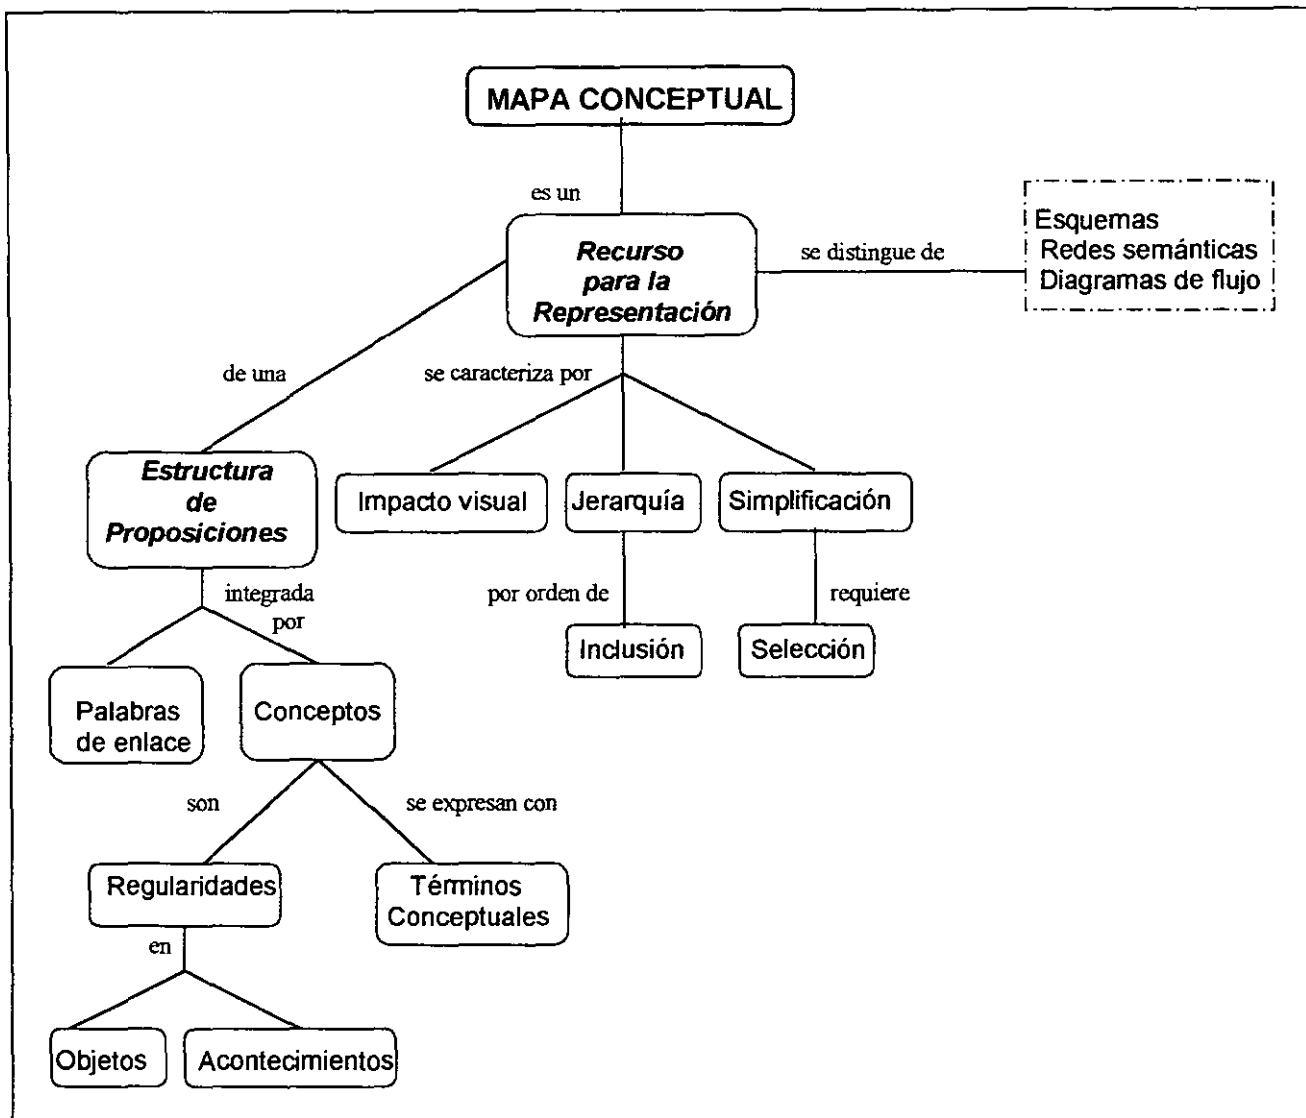 MAPA CONCEPTUAL
es un
Recurso
para la
Representación
se distingue de
Esquemas
Redes semánticas
Diagramas de flujo
de una
se caracteriza por
Estructura
de
Proposiciones
Impacto visual
Jerarquía
Simplificación
integrada
por
por orden de
requiere
Inclusión
Selección
Palabras
de enlace
Conceptos
son
se expresan con
Regularidades
Términos
Conceptuales
en
Objetos
Acontecimientos